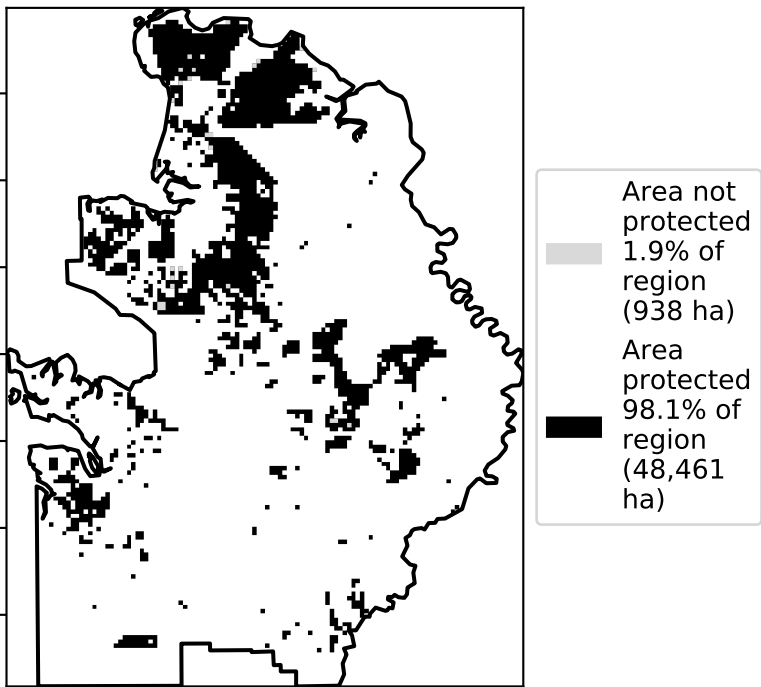 Area not
protected
1.9% of
region
(938 ha)
Area
protected
98.1% of
region
(48,461
ha)